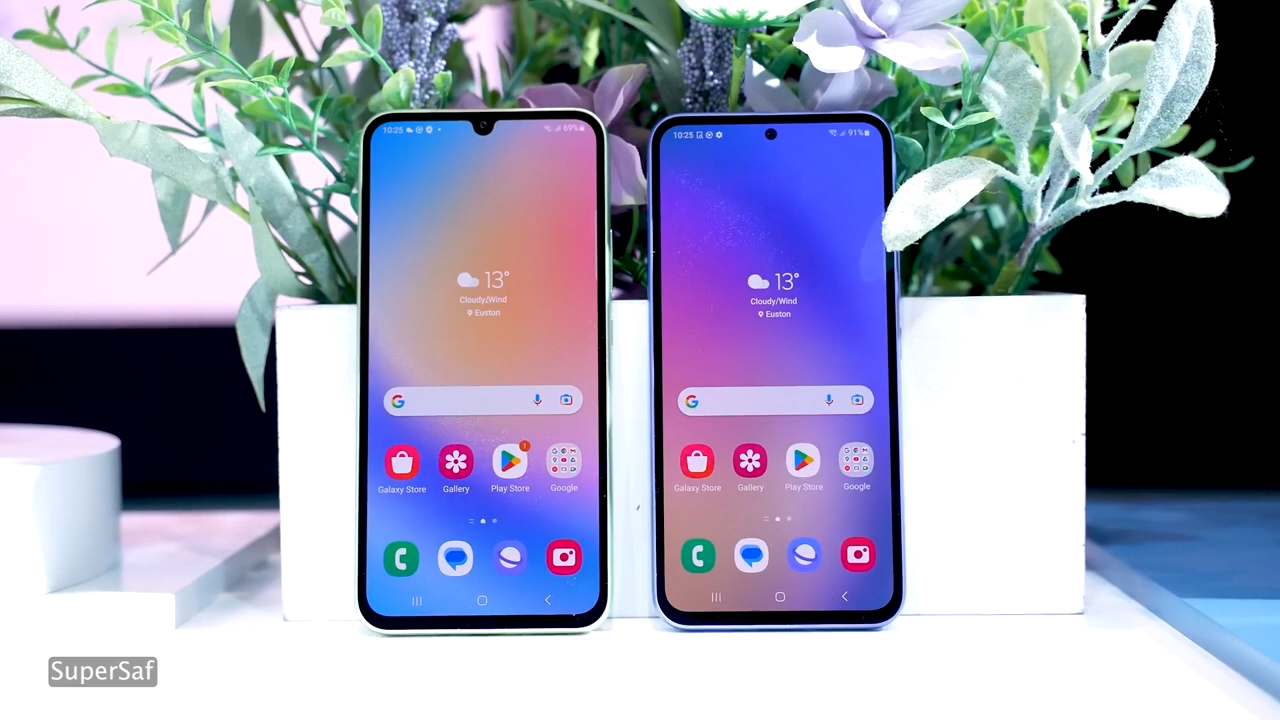 10:25
69%
13°
Cloudy/Wind
Euston
G
1
Galaxy Store
Gallery
Play Store
Google
10:25
91%
13°
Cloudy/Wind
Euston
G
Galaxy Store
Gallery
Play Store
Google
SuperSaf